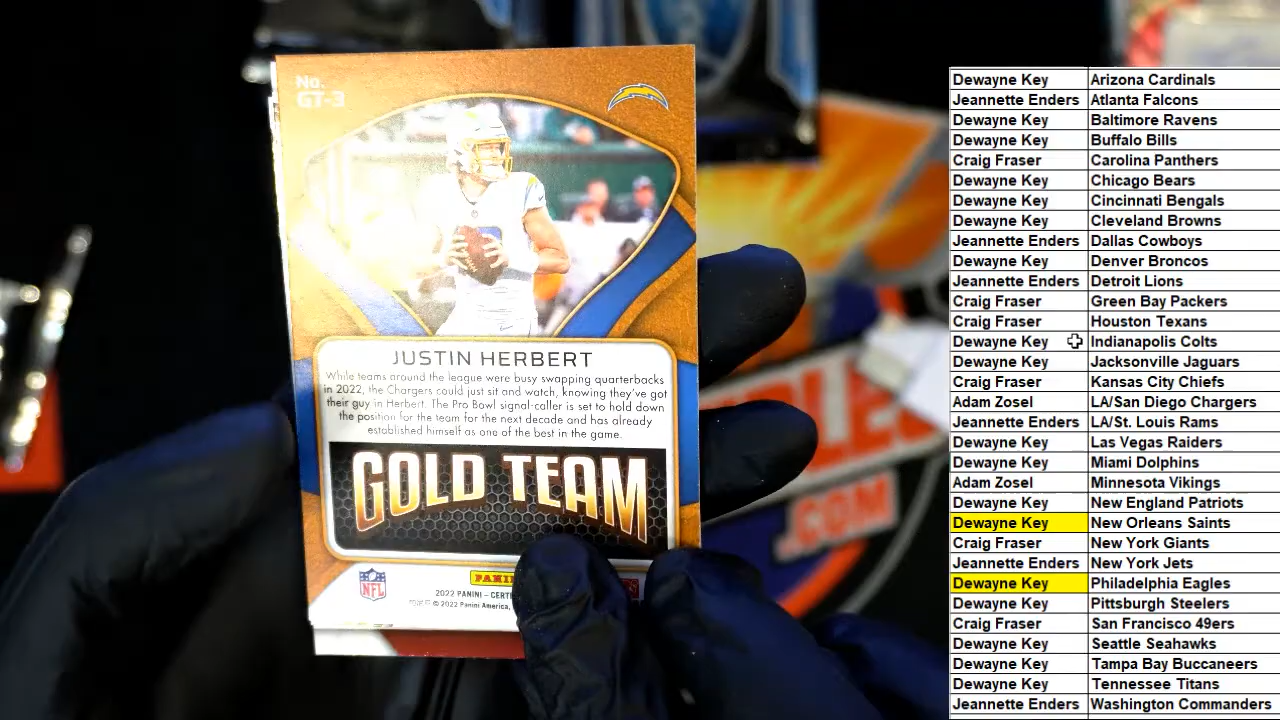 No.
GT-3
JUSTIN HERBERT
While teams around the league were busy swapping quarterbacks
in 2022, the Chargers could just sit and watch, knowing they've got
their guy in Herbert. The Pro Bowl signal-caller is set to hold down
the position for the team for the next decade and has already
established himself as one of the best in the game.
GOLD TEAM
NFL
2022 PANINI – CERT
© 2022 Panini America,
.COM
Dewayne Key Arizona Cardinals
Jeannette Enders Atlanta Falcons
Dewayne Key Baltimore Ravens
Dewayne Key Buffalo Bills
Craig Fraser Carolina Panthers
Dewayne Key Chicago Bears
Dewayne Key Cincinnati Bengals
Dewayne Key Cleveland Browns
Jeannette Enders Dallas Cowboys
Dewayne Key Denver Broncos
Jeannette Enders Detroit Lions
Craig Fraser Green Bay Packers
Craig Fraser Houston Texans
Dewayne Key Indianapolis Colts
Dewayne Key Jacksonville Jaguars
Craig Fraser Kansas City Chiefs
Adam Zosel LA/San Diego Chargers
Jeannette Enders LA/St. Louis Rams
Dewayne Key Las Vegas Raiders
Dewayne Key Miami Dolphins
Adam Zosel Minnesota Vikings
Dewayne Key New England Patriots
Dewayne Key New Orleans Saints
Craig Fraser New York Giants
Jeannette Enders New York Jets
Dewayne Key Philadelphia Eagles
Dewayne Key Pittsburgh Steelers
Craig Fraser San Francisco 49ers
Dewayne Key Seattle Seahawks
Dewayne Key Tampa Bay Buccaneers
Dewayne Key Tennessee Titans
Jeannette Enders Washington Commanders